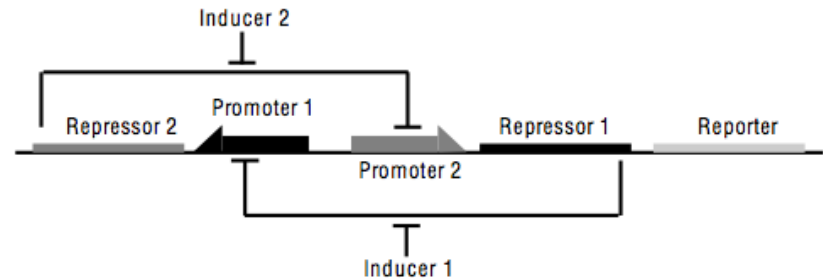 Inducer 2
Promoter 1
Repressor 2
Repressor 1
Reporter
Promoter 2
Inducer 1